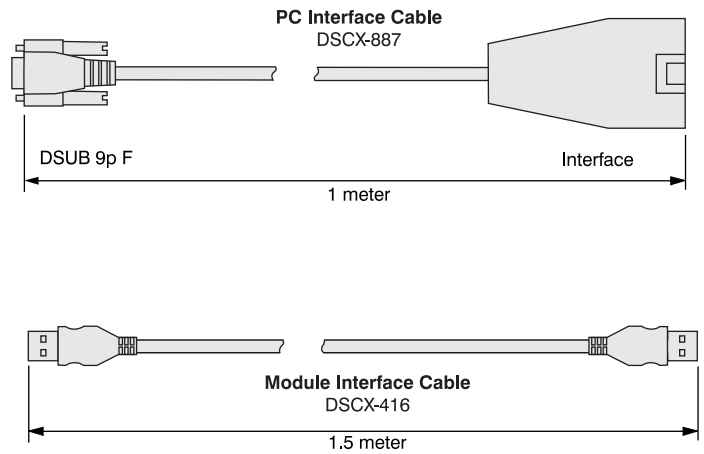 PC Interface Cable
DSCX-887
DSUB 9p F
Interface
1 meter
Module Interface Cable
DSCX-416
1.5 meter